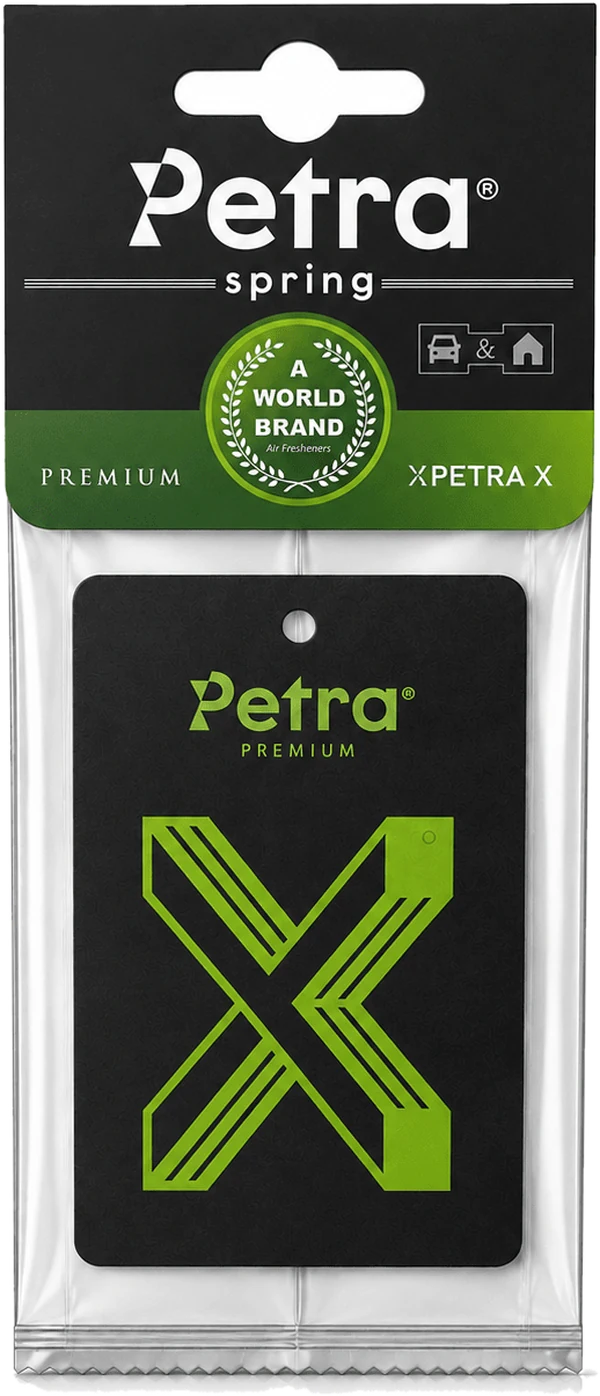 Petra®
spring
A
WORLD
BRAND
Air Fresheners
&
PREMIUM
XPETRA X
Petra®
PREMIUM
X